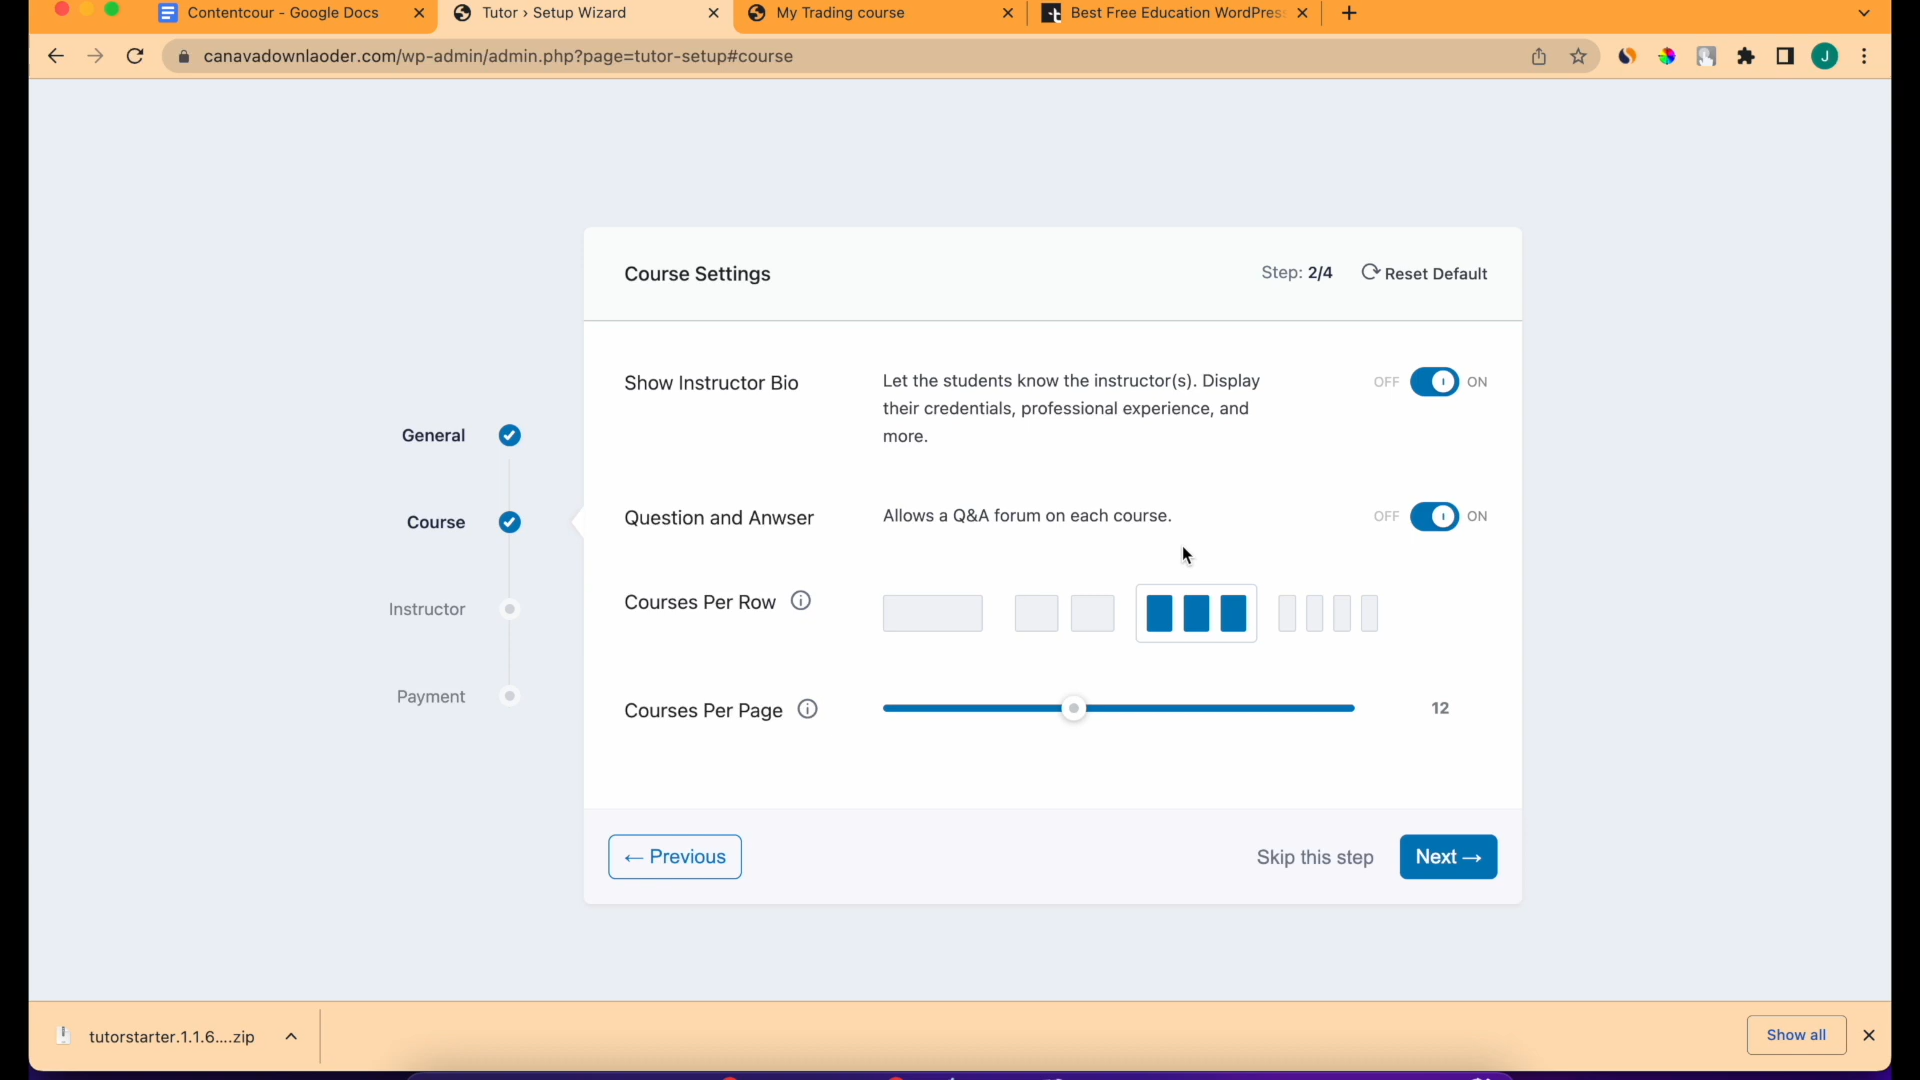 Contentcour - Google Docs
Tutor › Setup Wizard
My Trading course
Best Free Education WordPres
canavadownlaoder.com/wp-admin/admin.php?page=tutor-setup#course
J
Course Settings
Step: 2/4
Reset Default
Show Instructor Bio
Let the students know the instructor(s). Display
their credentials, professional experience, and
more.
OFF
ON
General
Course
Question and Anwser
Allows a Q&A forum on each course.
OFF
ON
Instructor
Courses Per Row
Payment
Courses Per Page
12
← Previous
Skip this step
Next →
tutorstarter.1.1.6....zip
Show all